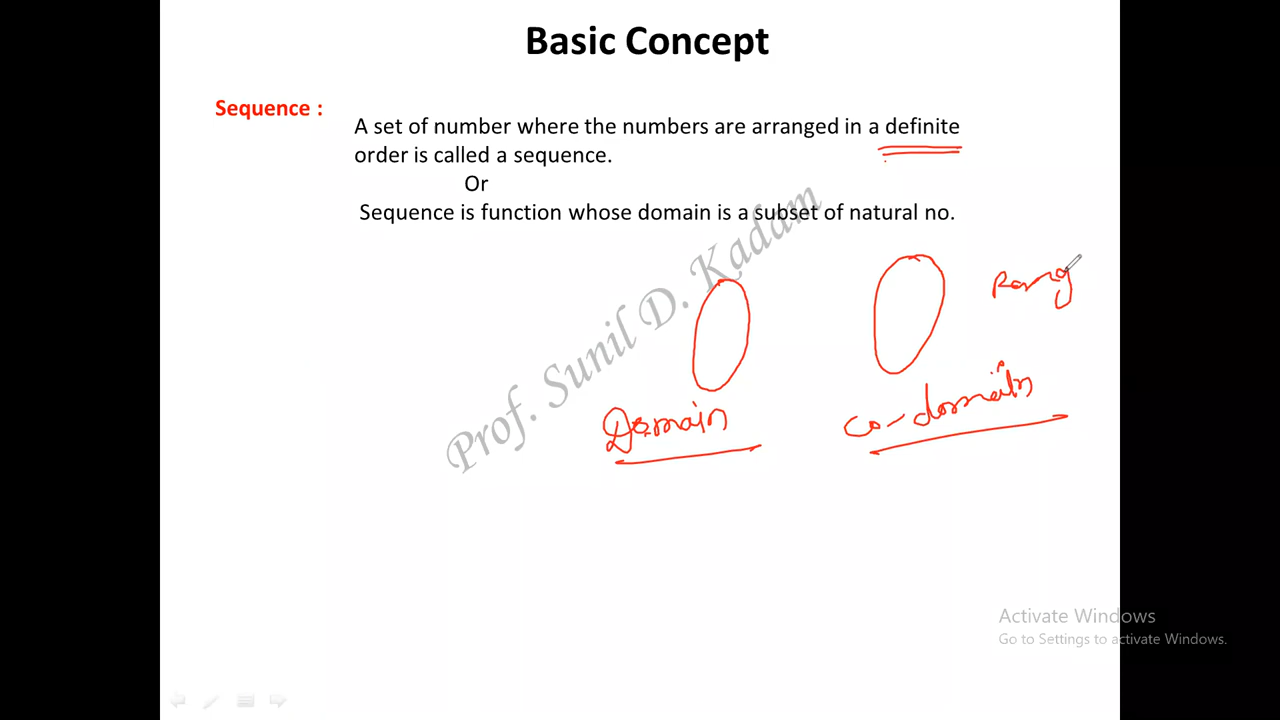 Basic Concept
Sequence :
A set of number where the numbers are arranged in a definite
order is called a sequence.
Or
Sequence is function whose domain is a subset of natural no.
Prof. Sunil D. Kadam
Rang
Domain
co-domain
Activate Windows
Go to Settings to activate Windows.